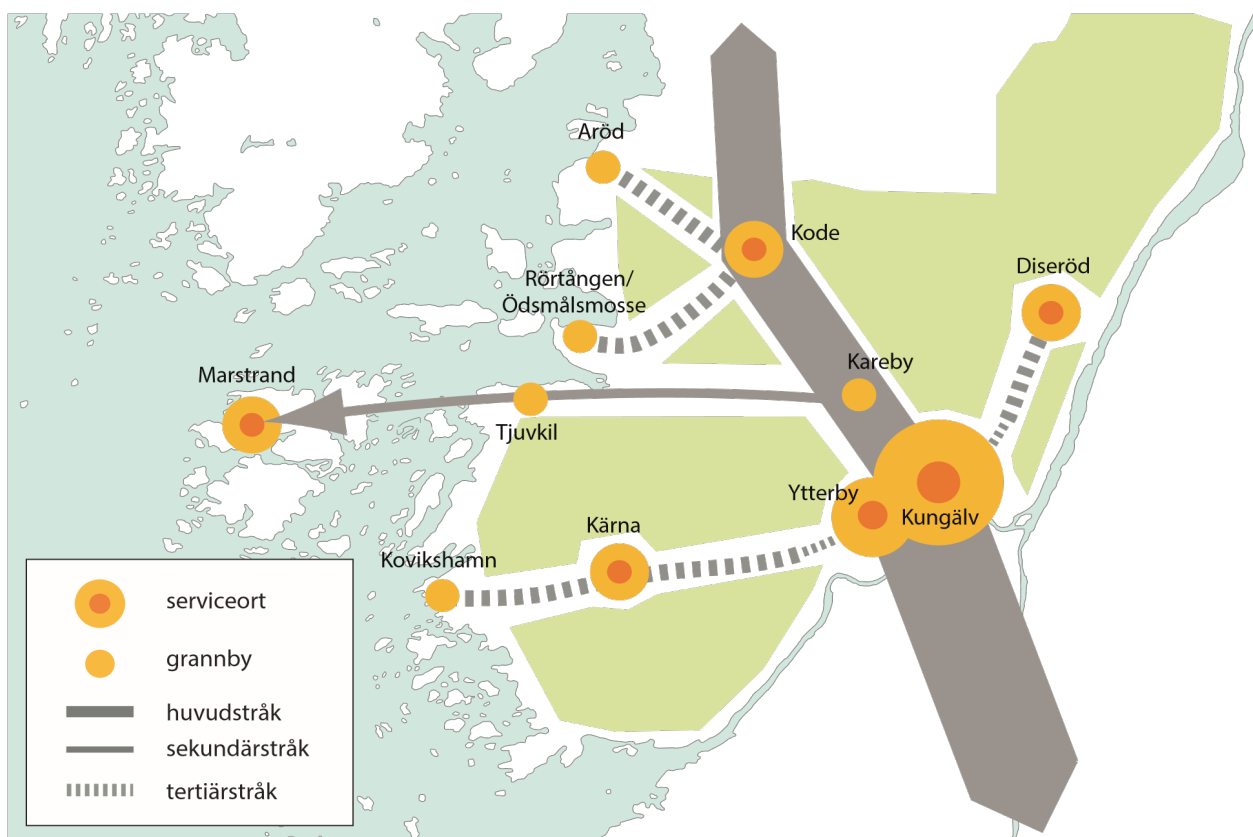 Aröd
Kode
Diseröd
Rörtången/
Ödsmålsmosse
Kareby
Marstrand
Tjuvkil
Ytterby
Kungälv
Kärna
Kovikshamn
serviceort
grannby
huvudstråk
sekundärstråk
tertiärstråk